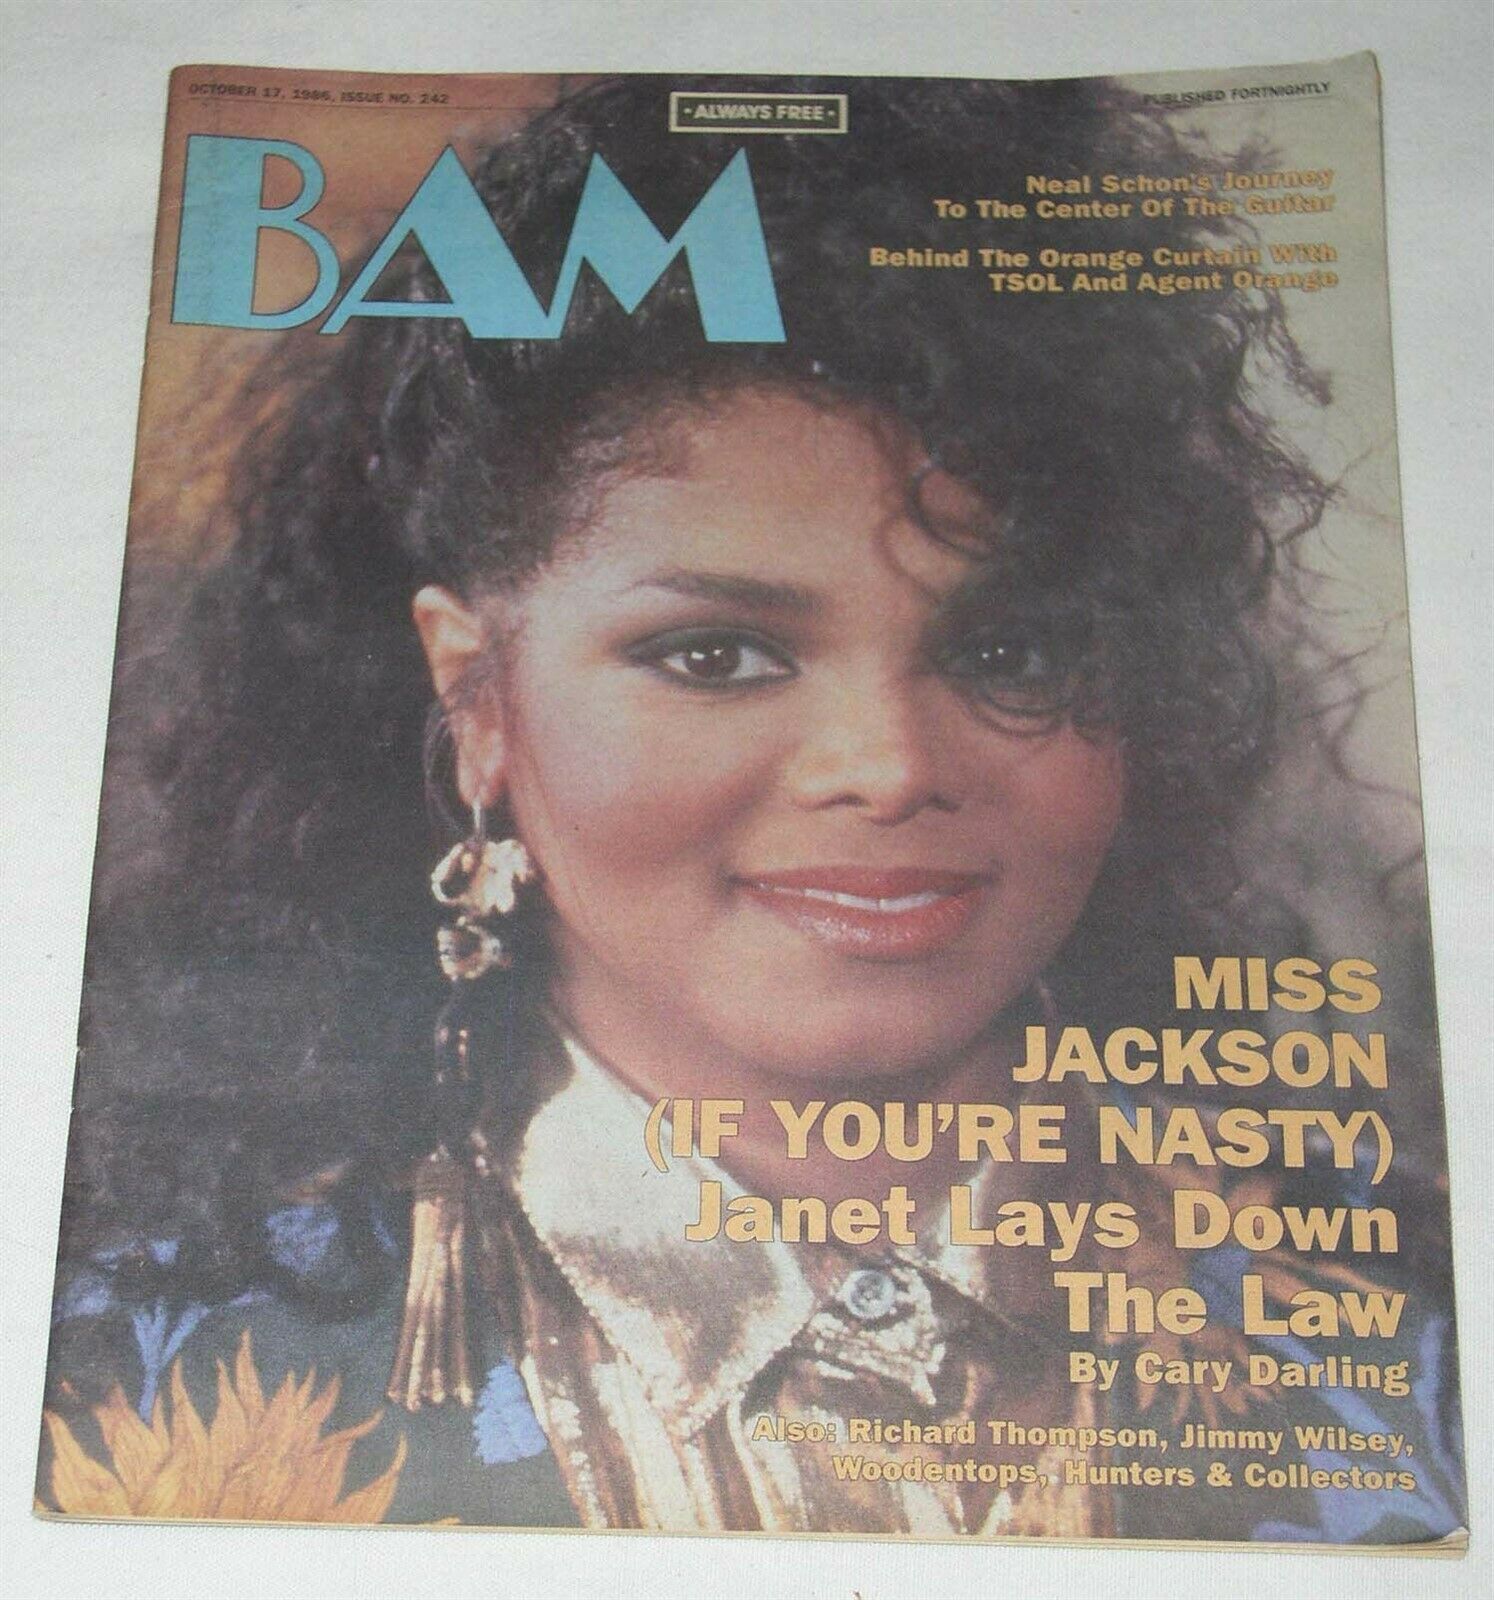 OCTOBER 17, 1986, ISSUE NO. 242
· ALWAYS FREE ·
PUBLISHED FORTNIGHTLY
BAM
Neal Schon's Journey
To The Center Of The Guitar
Behind The Orange Curtain With
TSOL And Agent Orange
MISS
JACKSON
(IF YOU'RE NASTY)
Janet Lays Down
The Law
By Cary Darling
Also: Richard Thompson, Jimmy Wilsey,
Woodentops, Hunters & Collectors